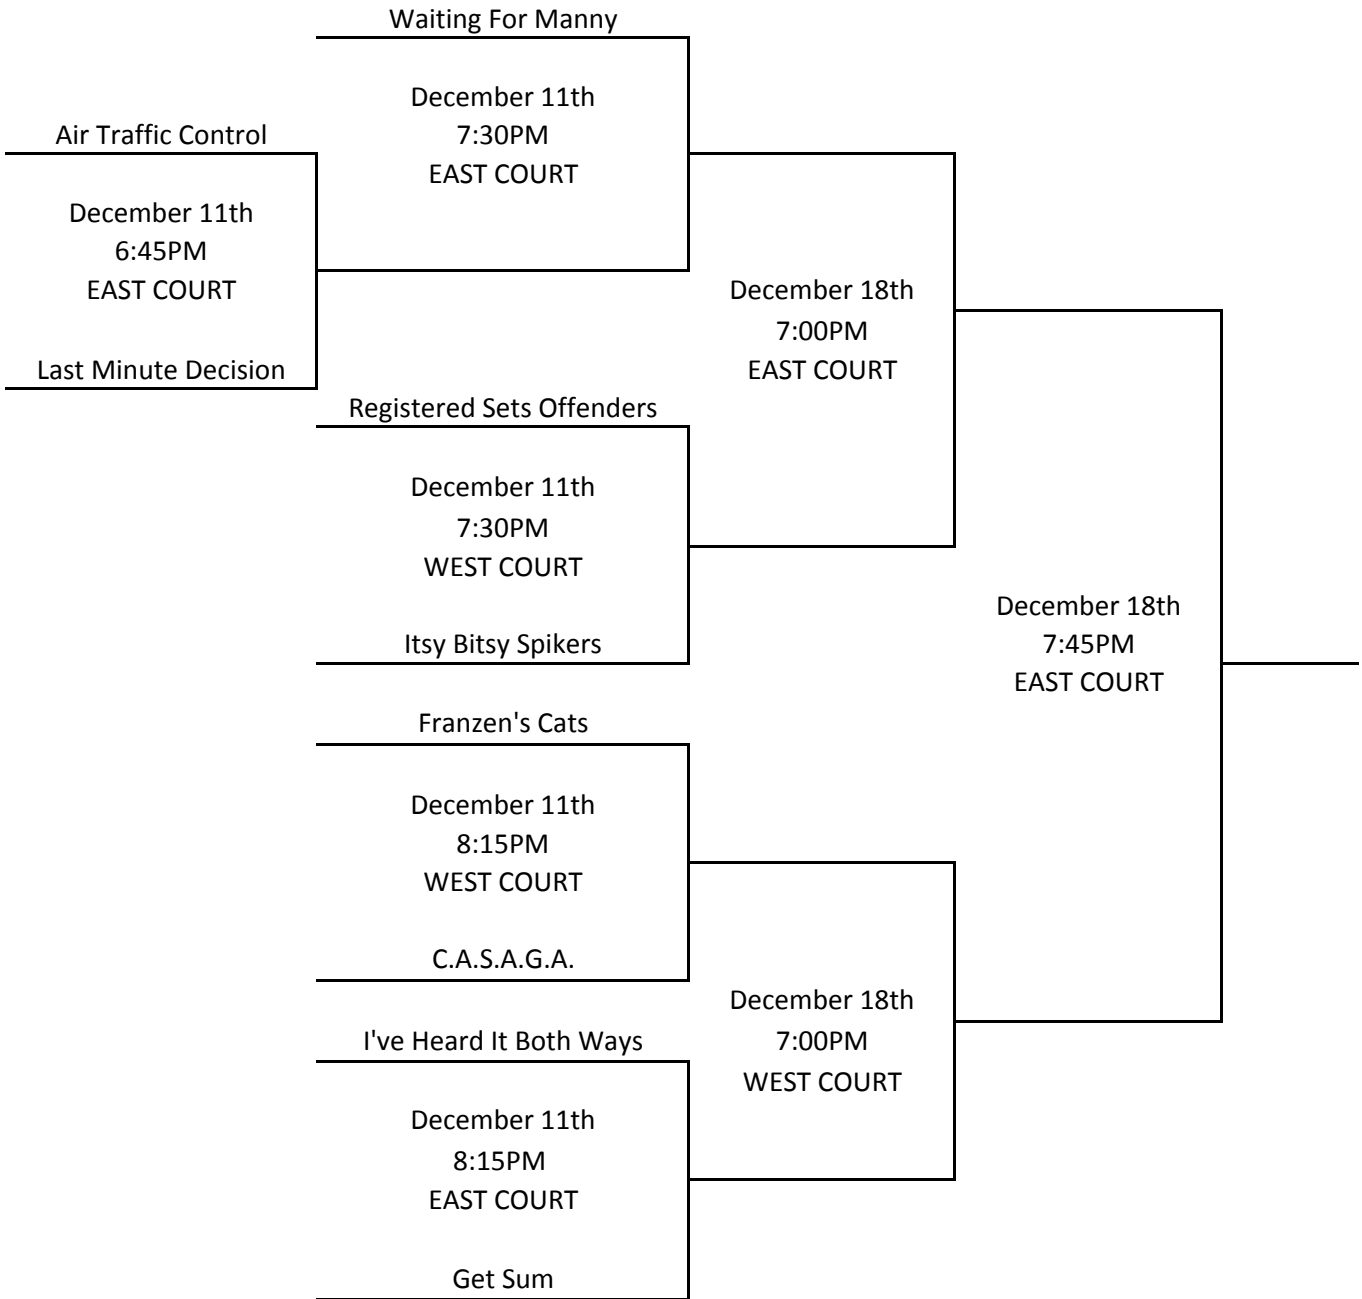 Waiting For Manny
December 11th
7:30PM
EAST COURT
Air Traffic Control
December 11th
6:45PM
EAST COURT
Last Minute Decision
December 18th
7:00PM
EAST COURT
Registered Sets Offenders
December 11th
7:30PM
WEST COURT
Itsy Bitsy Spikers
December 18th
7:45PM
EAST COURT
Franzen's Cats
December 11th
8:15PM
WEST COURT
C.A.S.A.G.A.
December 18th
7:00PM
WEST COURT
I've Heard It Both Ways
December 11th
8:15PM
EAST COURT
Get Sum